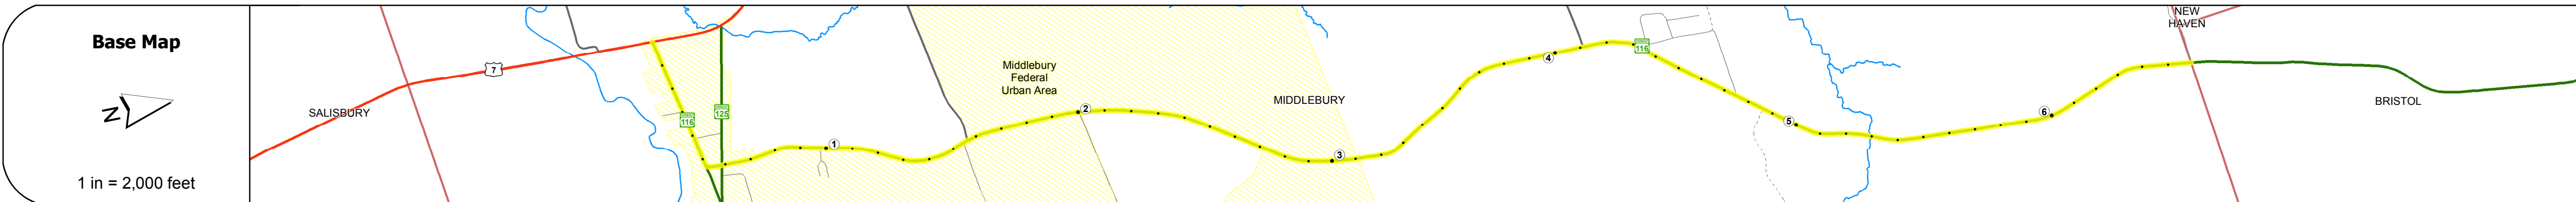 Base Map
N
1 in = 2,000 feet
SALISBURY
7
116
125
1
Middlebury
Federal
Urban Area
2
MIDDLEBURY
3
4
116
5
6
NEW
HAVEN
BRISTOL